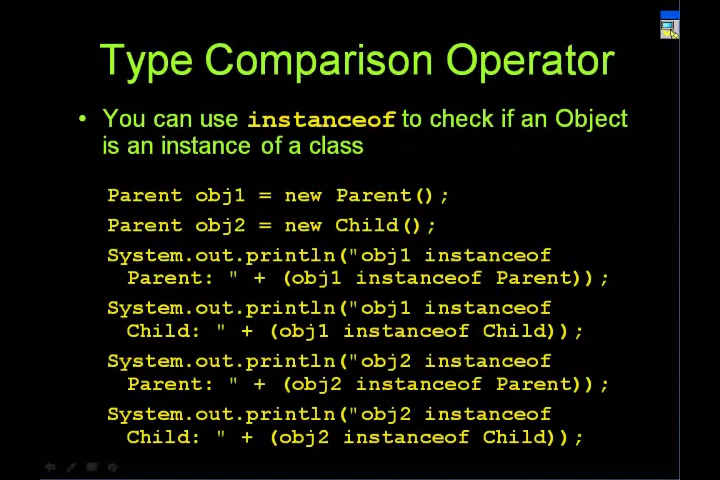 Type Comparison Operator
• You can use instanceof to check if an Object
is an instance of a class
Parent obj1 = new Parent();
Parent obj2 = new Child();
System.out.println("obj1 instanceof
Parent: " + (obj1 instanceof Parent));
System.out.println("obj1 instanceof
Child: " + (obj1 instanceof Child));
System.out.println("obj2 instanceof
Parent: " + (obj2 instanceof Parent));
System.out.println("obj2 instanceof
Child: " + (obj2 instanceof Child));